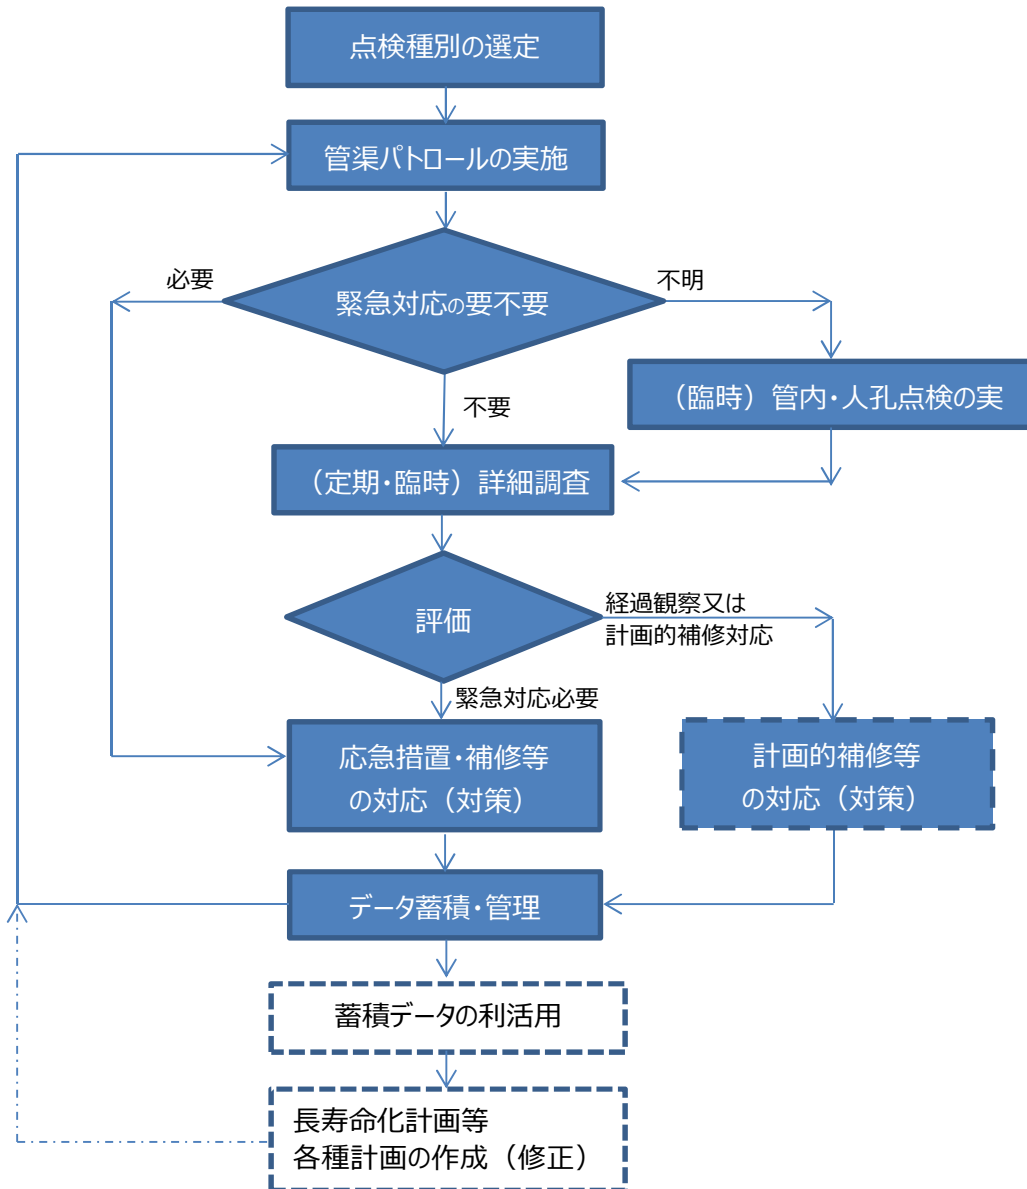 点検種別の選定
管渠パトロールの実施
必要
緊急対応の要不要
不明
(臨時)管内・人孔点検の実
不要
(定期・臨時)詳細調査
評価
経過観察又は
計画的補修対応
緊急対応必要
応急措置・補修等
の対応(対策)
計画的補修等
の対応(対策)
データ蓄積・管理
蓄積データの利活用
長寿命化計画等
各種計画の作成(修正)